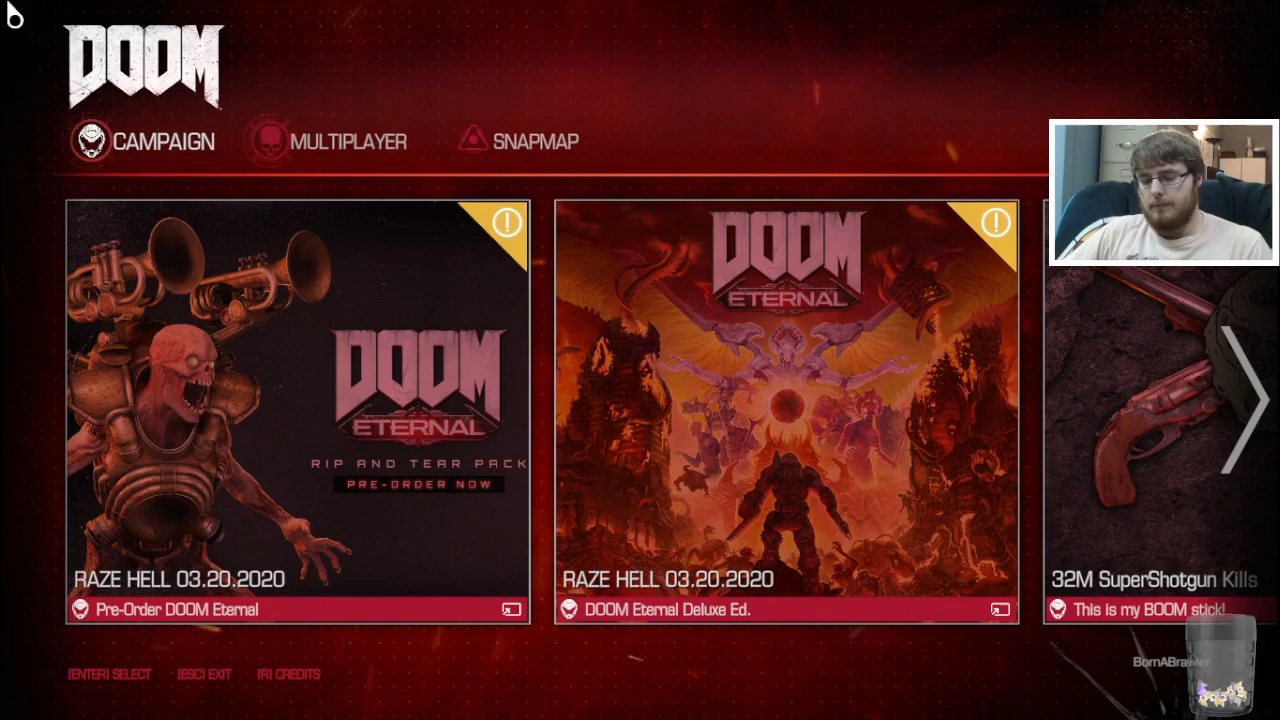 DOOM
CAMPAIGN
MULTIPLAYER
SNAPMAP
DOOM
ETERNAL
RIP AND TEAR PACK
PRE-ORDER NOW
RAZE HELL 03.20.2020
Pre-Order DOOM Eternal
DOOM
ETERNAL
RAZE HELL 03.20.2020
DOOM Eternal Deluxe Ed.
32M SuperShotgun Kills
This is my BOOM stick!
[ENTER] SELECT [ESC] EXIT [R] CREDITS
BornABrawler